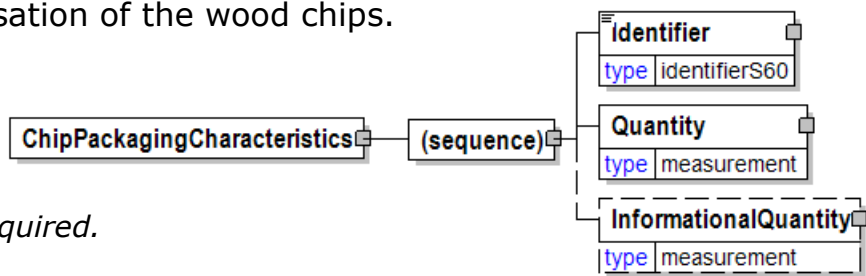 sation of the wood chips.
Identifier
type identifierS60
ChipPackagingCharacteristics
(sequence)
Quantity
type measurement
InformationalQuantity
type measurement
quired.